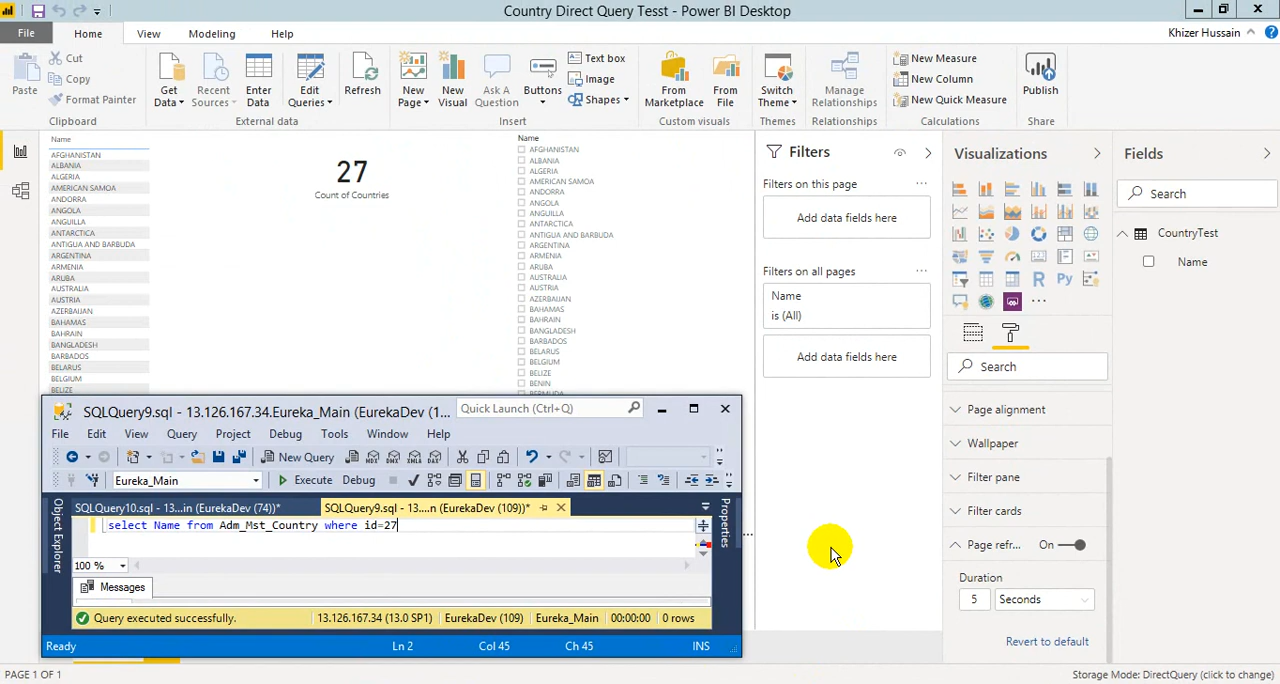 Country Direct Query Tesst - Power BI Desktop
File
Home
View
Modeling
Help
Khizer Hussain
Paste
Cut
Copy
Format Painter
Clipboard
Get
Data
Recent
Sources
Enter
Data
Edit
Queries
Refresh
External data
New
Page
New
Visual
Ask A
Question
Buttons
Text box
Image
Shapes
Insert
From
Marketplace
From
File
Custom visuals
Switch
Theme
Themes
Manage
Relationships
Relationships
New Measure
New Column
New Quick Measure
Calculations
Publish
Share
Name
AFGHANISTAN
ALBANIA
ALGERIA
AMERICAN SAMOA
ANDORRA
ANGOLA
ANGUILLA
ANTARCTICA
ANTIGUA AND BARBUDA
ARGENTINA
ARMENIA
ARUBA
AUSTRALIA
AUSTRIA
AZERBAIJAN
BAHAMAS
BAHRAIN
BANGLADESH
BARBADOS
BELARUS
BELGIUM
BELIZE
27
Count of Countries
Name
AFGHANISTAN
ALBANIA
ALGERIA
AMERICAN SAMOA
ANDORRA
ANGOLA
ANGUILLA
ANTARCTICA
ANTIGUA AND BARBUDA
ARGENTINA
ARMENIA
ARUBA
AUSTRALIA
AUSTRIA
AZERBAIJAN
BAHAMAS
BAHRAIN
BANGLADESH
BARBADOS
BELARUS
BELGIUM
BELIZE
BENIN
BERMUDA
Filters
Filters on this page
Add data fields here
Filters on all pages
Name
is (All)
Add data fields here
Visualizations
R
Py
Search
Page alignment
Wallpaper
Filter pane
Filter cards
Page refr... On
Duration
5 Seconds
Revert to default
Fields
Search
CountryTest
Name
SQLQuery9.sql - 13.126.167.34.Eureka_Main (EurekaDev (1...
Quick Launch (Ctrl+Q)
File Edit View Query Project Debug Tools Window Help
New Query
MDX DMX XMLA DAX
Eureka_Main
Execute Debug
Object Explorer
SQLQuery10.sql - 13....n (EurekaDev (74))*
SQLQuery9.sql - 13....n (EurekaDev (109))*
Properties
select Name from Adm_Mst_Country where id=27
100 %
Messages
Query executed successfully. 13.126.167.34 (13.0 SP1) EurekaDev (109) Eureka_Main 00:00:00 0 rows
Ready Ln 2 Col 45 Ch 45 INS
PAGE 1 OF 1
Storage Mode: DirectQuery (click to change)